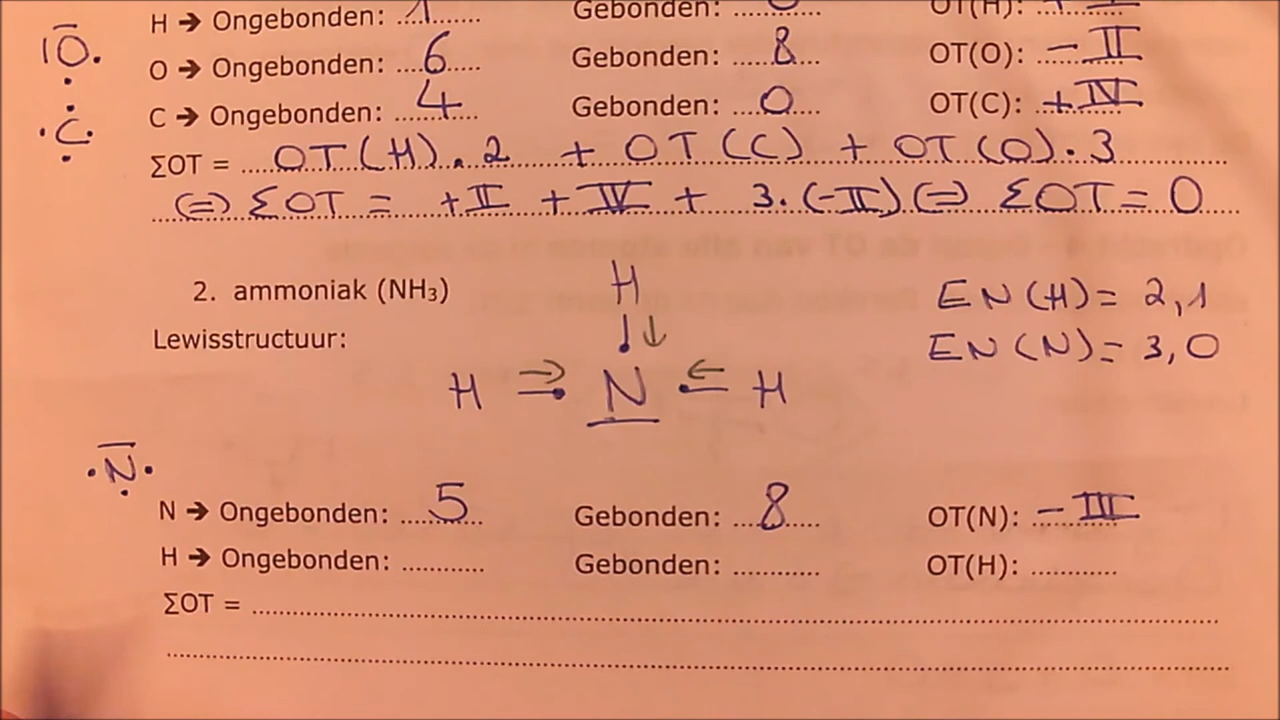 H → Ongebonden: ...1... Gebonden: ...0... OT(H): ...+ I...
|O. O → Ongebonden: ....6..... Gebonden: .....8... OT(O): - II
.C. C → Ongebonden: ...4... Gebonden: ...0... OT(C): +IV
ΣOT = OT(H).2 + OT(C) + OT(O).3
(=) ΣOT = +II +IV + 3.(-II) (=) ΣOT = 0
2. ammoniak (NH₃) H EN(H) = 2,1
Lewisstructuur: ↓ EN(N) = 3,0
H → N ← H
.N.
N → Ongebonden: ...5... Gebonden: ...8... OT(N): - III
H → Ongebonden: ........... Gebonden: ........... OT(H): ...........
ΣOT = ...........